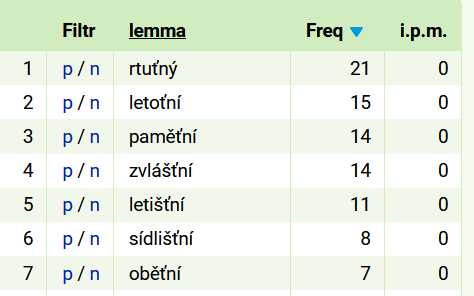 Filtr lemma Freq i.p.m.
1 p / n rtuťný 21 0
2 p / n letoťní 15 0
3 p / n paměťní 14 0
4 p / n zvlášťní 14 0
5 p / n letišťní 11 0
6 p / n sídlišťní 8 0
7 p / n oběťní 7 0